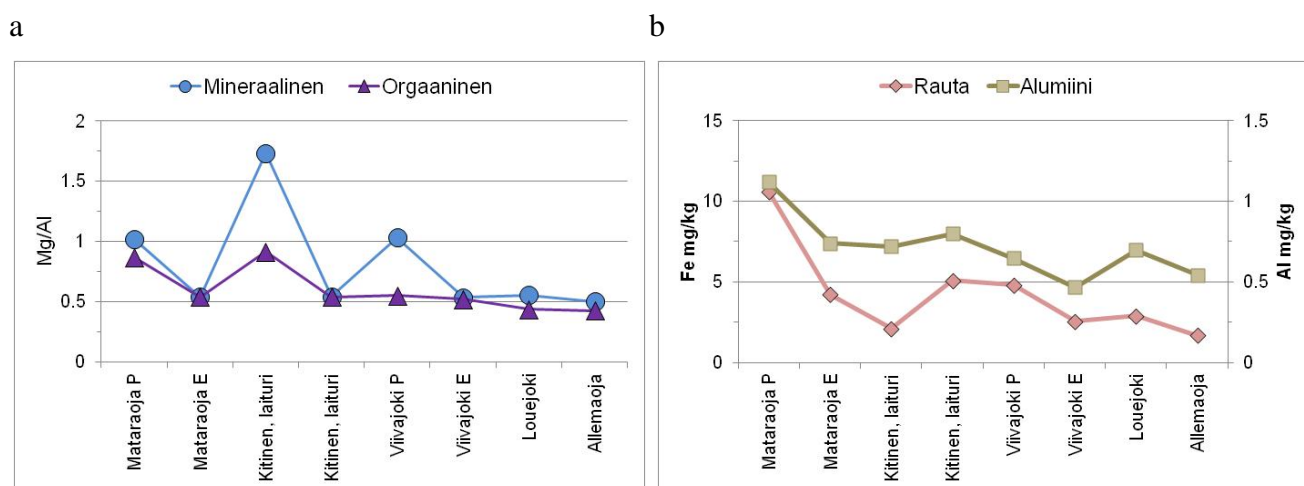 a
Mineraalinen Orgaaninen
Mg/Al
2
1.5
1
0.5
0
Mataraoja P
Mataraoja E
Kitinen, laituri
Kitinen, laituri
Viivajoki P
Viivajoki E
Louejoki
Allemaoja
b
Rauta Alumiini
Fe mg/kg
15
10
5
0
Al mg/kg
1.5
1
0.5
0
Mataraoja P
Mataraoja E
Kitinen, laituri
Kitinen, laituri
Viivajoki P
Viivajoki E
Louejoki
Allemaoja